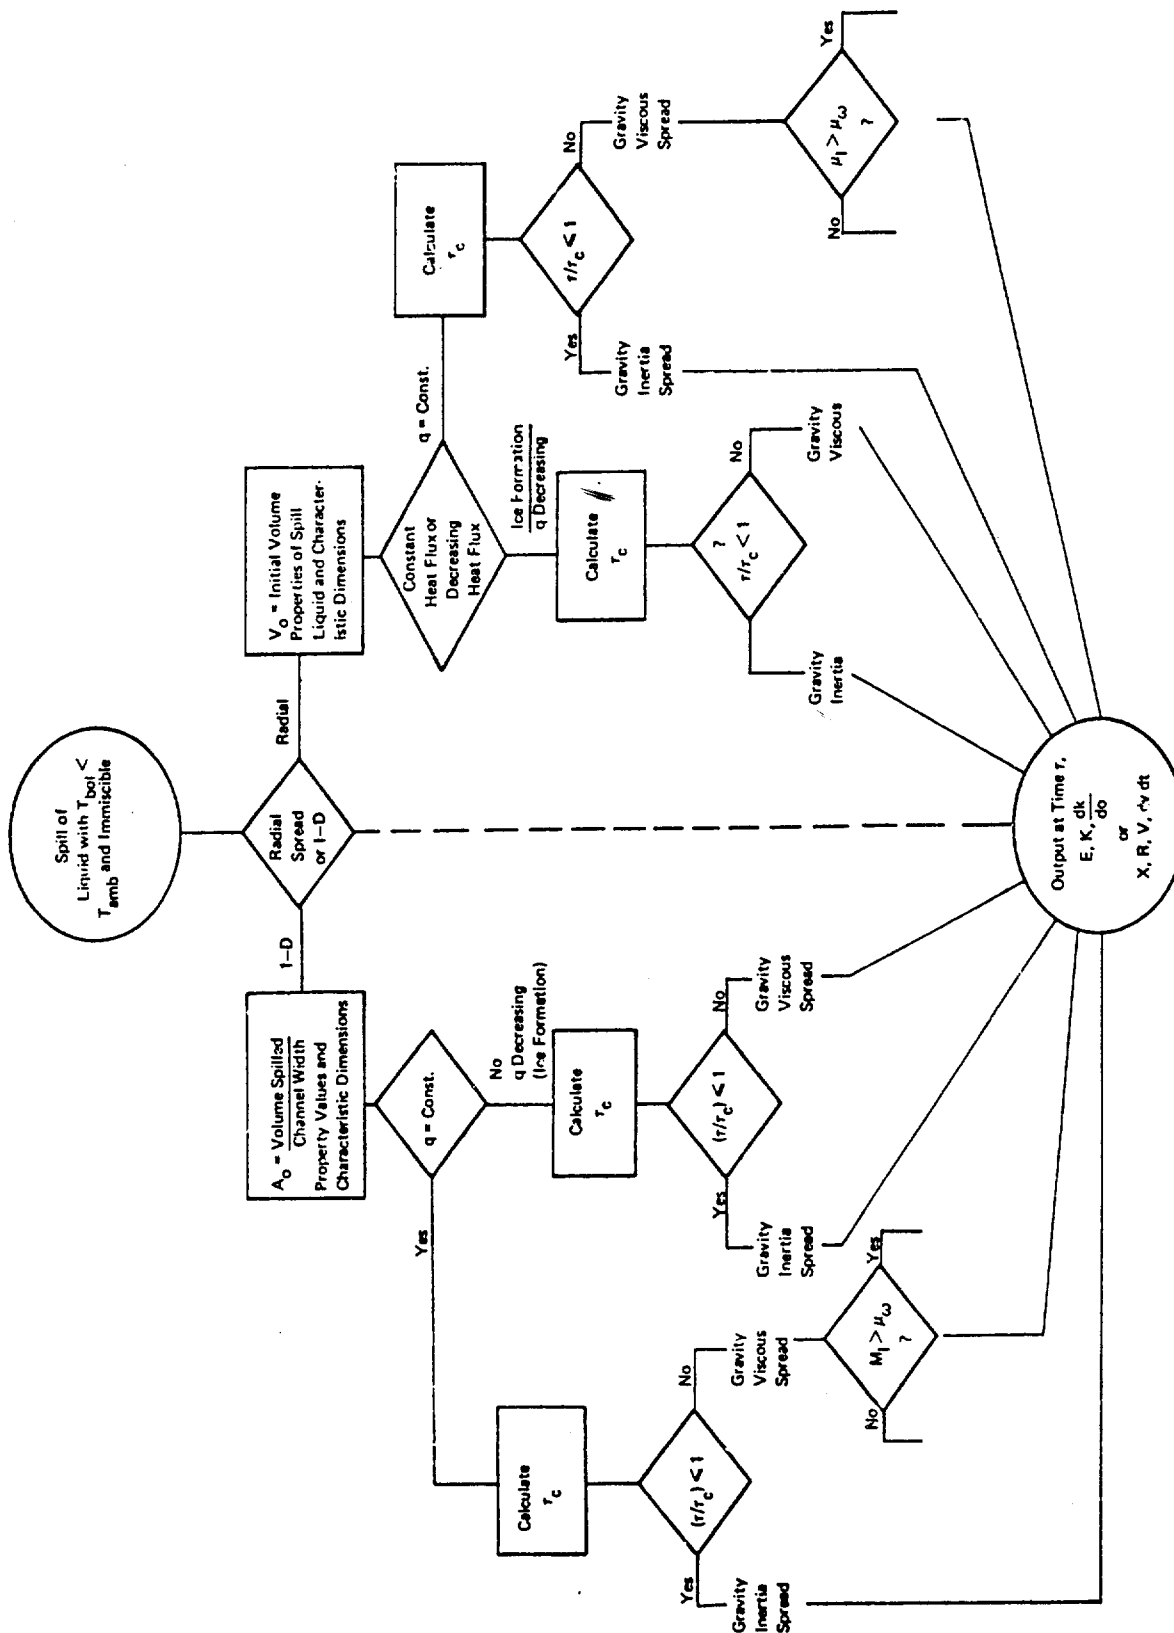 Spill of
Liquid with T_boi <
T_amb and Immiscible
Radial
Spread
or 1–D
1–D
Radial
A_o = Volume Spilled
Channel Width
Property Values and
Characteristic Dimensions
V_o = Initial Volume
Properties of Spill
Liquid and Character-
istic Dimensions
q = Const.
Yes
No
q Decreasing
(Ice Formation)
Constant
Heat Flux or
Decreasing
Heat Flux
q = Const.
Ice Formation
q Decreasing
Calculate
τ_c
(τ/τ_c) < 1
Yes
No
Gravity
Inertia
Spread
Gravity
Viscous
Spread
M_l > μ_ω
?
No
Yes
Calculate
τ_c
(τ/τ_c) < 1
Yes
No
Gravity
Inertia
Spread
Gravity
Viscous
Spread
Calculate
τ_c
?
τ/τ_c < 1
No
Gravity
Inertia
Gravity
Viscous
Calculate
τ_c
τ/τ_c < 1
Yes
No
Gravity
Inertia
Spread
Gravity
Viscous
Spread
μ_l > μ_ω
?
No
Yes
Output at Time τ,
E, K, dk
do
or
X, R, V, dv dt